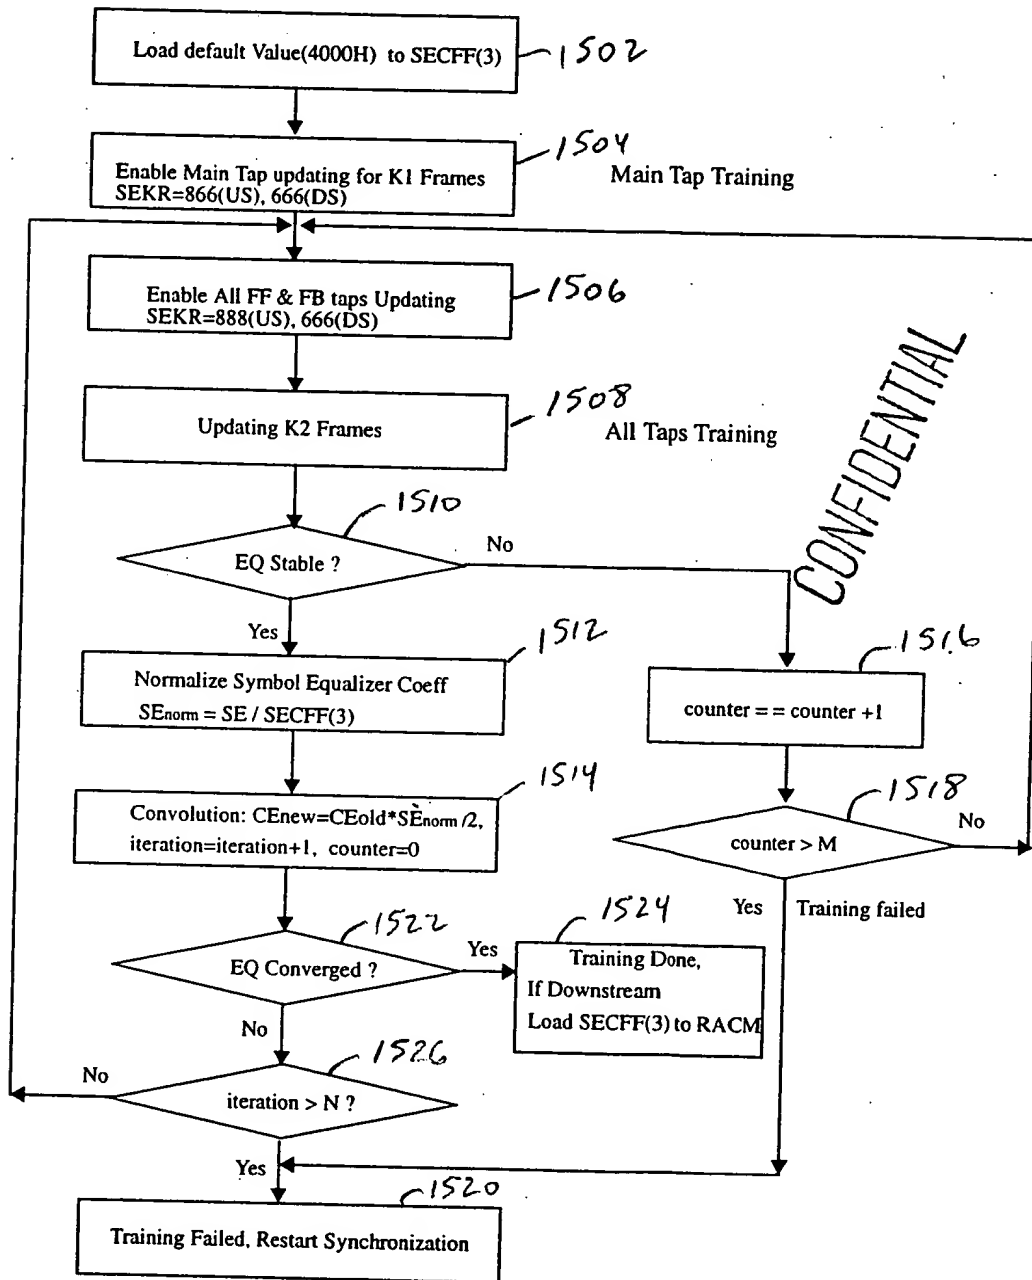 Load default Value(4000H) to SECFF(3)
1502
1504
Enable Main Tap updating for K1 Frames
SEKR=866(US), 666(DS)
Main Tap Training
1506
Enable All FF & FB taps Updating
SEKR=888(US), 666(DS)
1508
Updating K2 Frames
All Taps Training
CONFIDENTIAL
1510
EQ Stable ?
No
Yes
1512
Normalize Symbol Equalizer Coeff
SEnorm = SE / SECFF(3)
1516
counter = = counter +1
1514
Convolution: CEnew=CEold*SÈnorm /2,
iteration=iteration+1, counter=0
1518
counter > M
No
Yes
Training failed
1522
EQ Converged ?
Yes
1524
Training Done,
If Downstream
Load SECFF(3) to RACM
No
1526
No
iteration > N ?
Yes
1520
Training Failed, Restart Synchronization